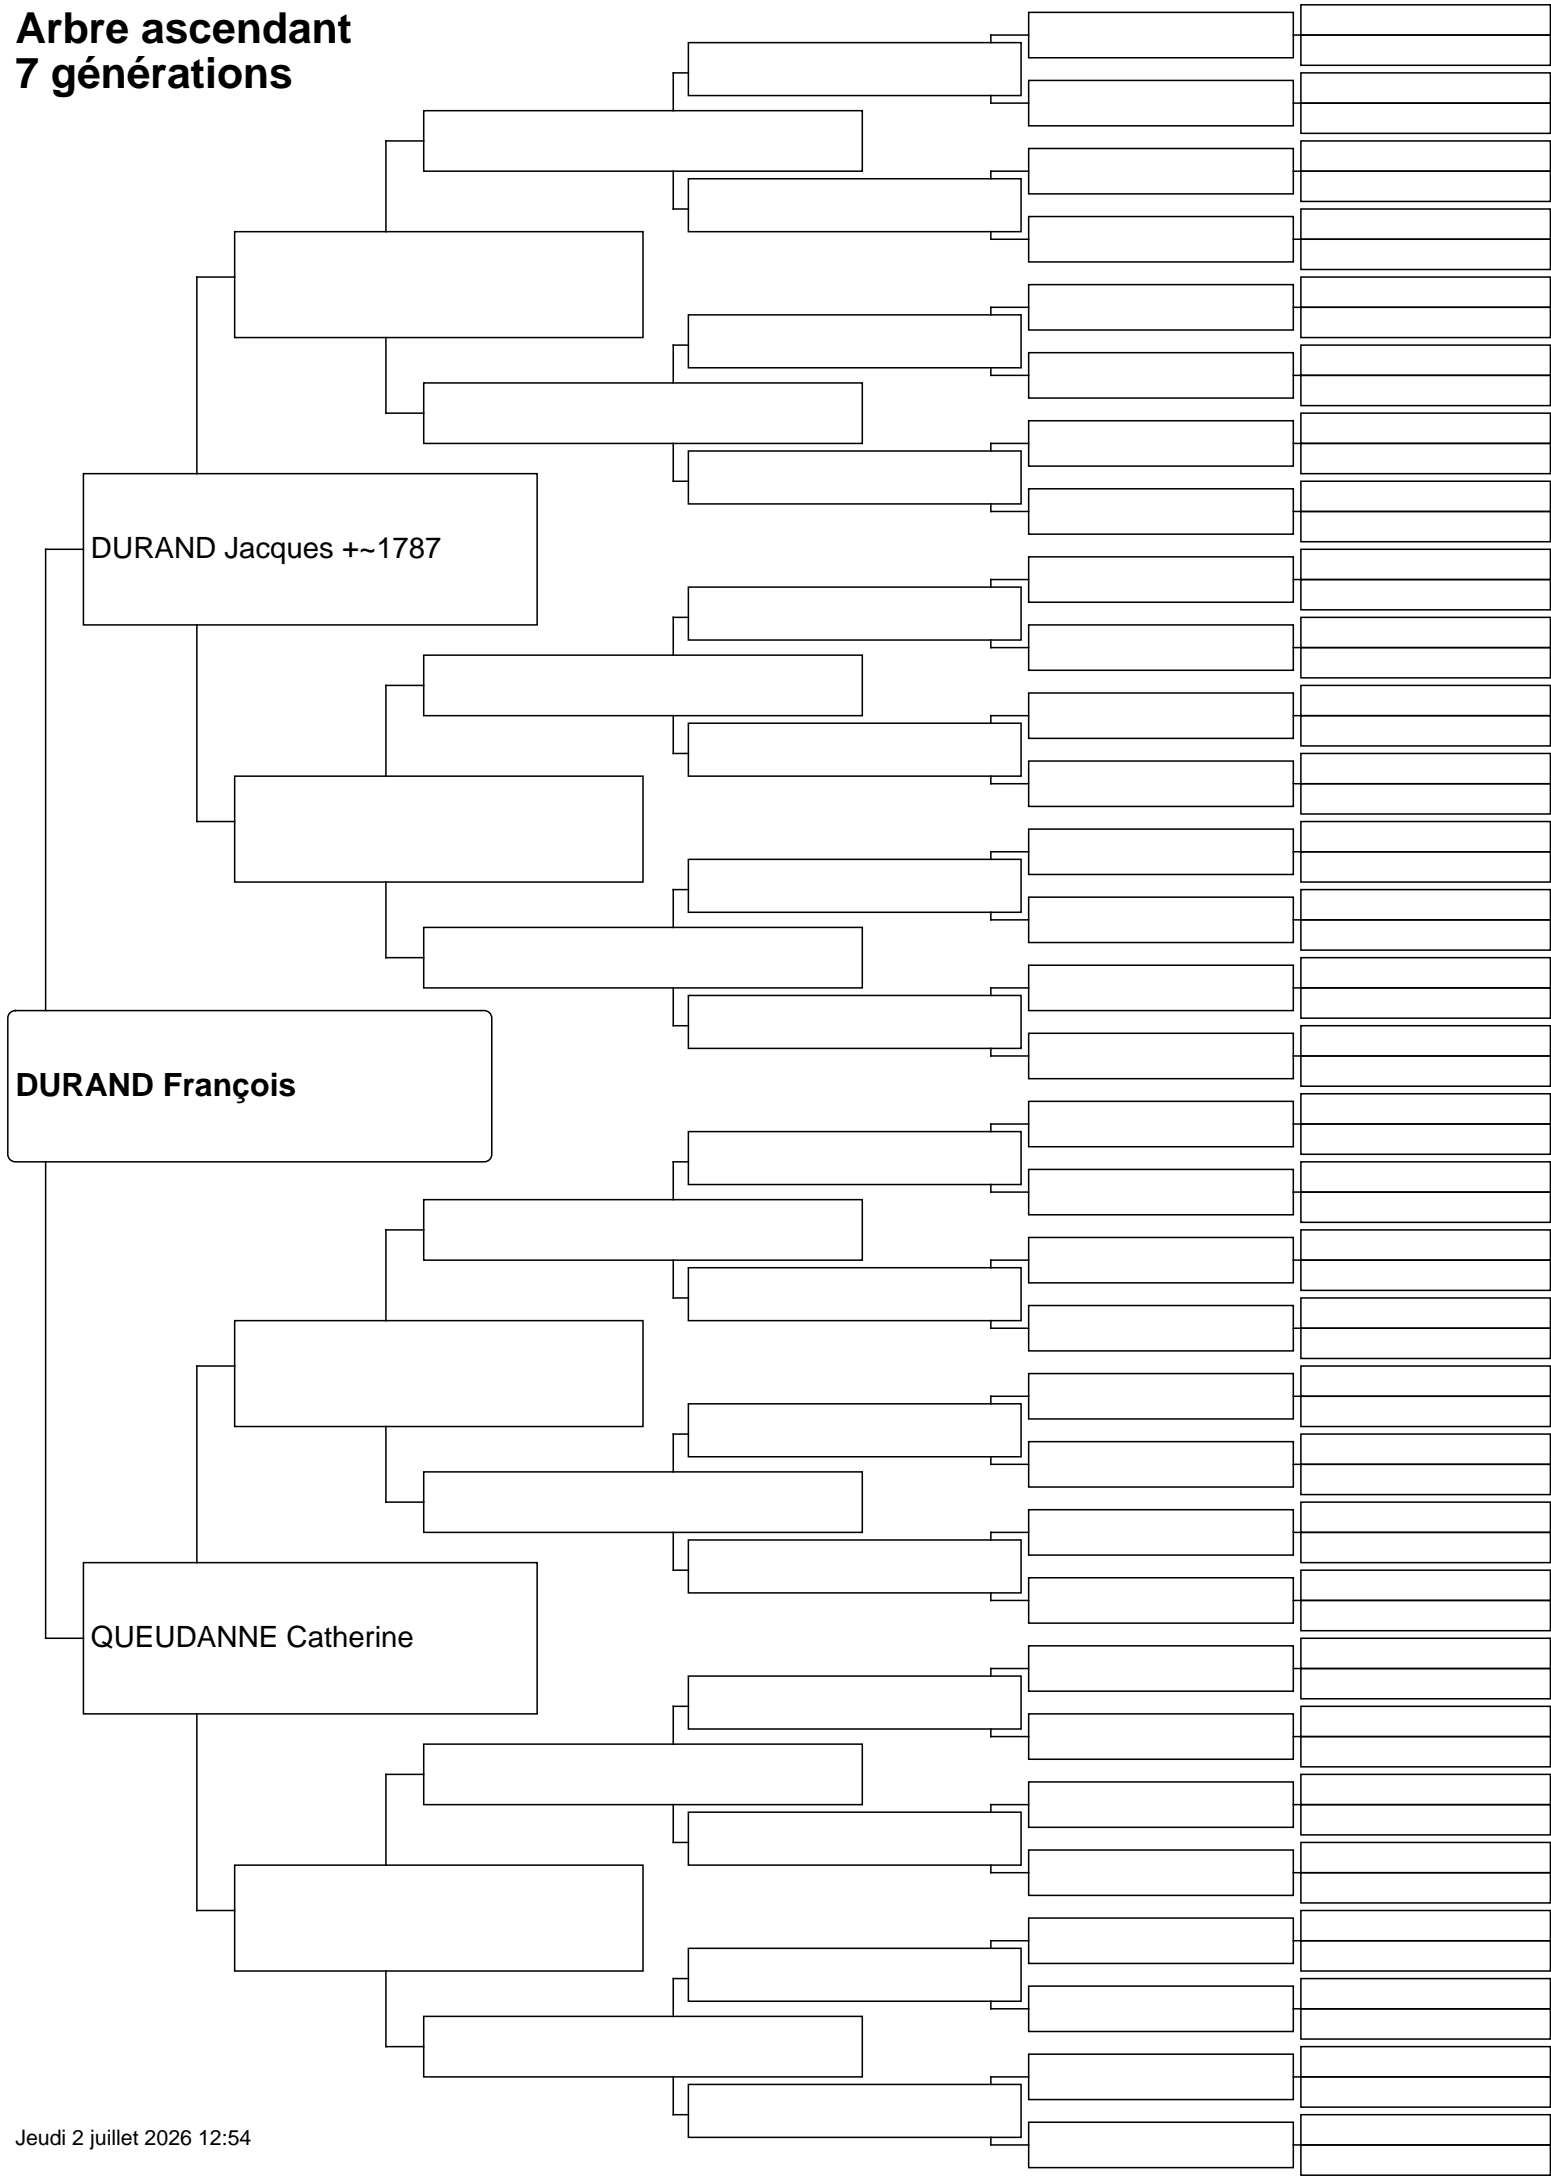 Arbre ascendant
7 générations
DURAND Jacques +~1787
DURAND François
QUEUDANNE Catherine
Jeudi 2 juillet 2026 12:54